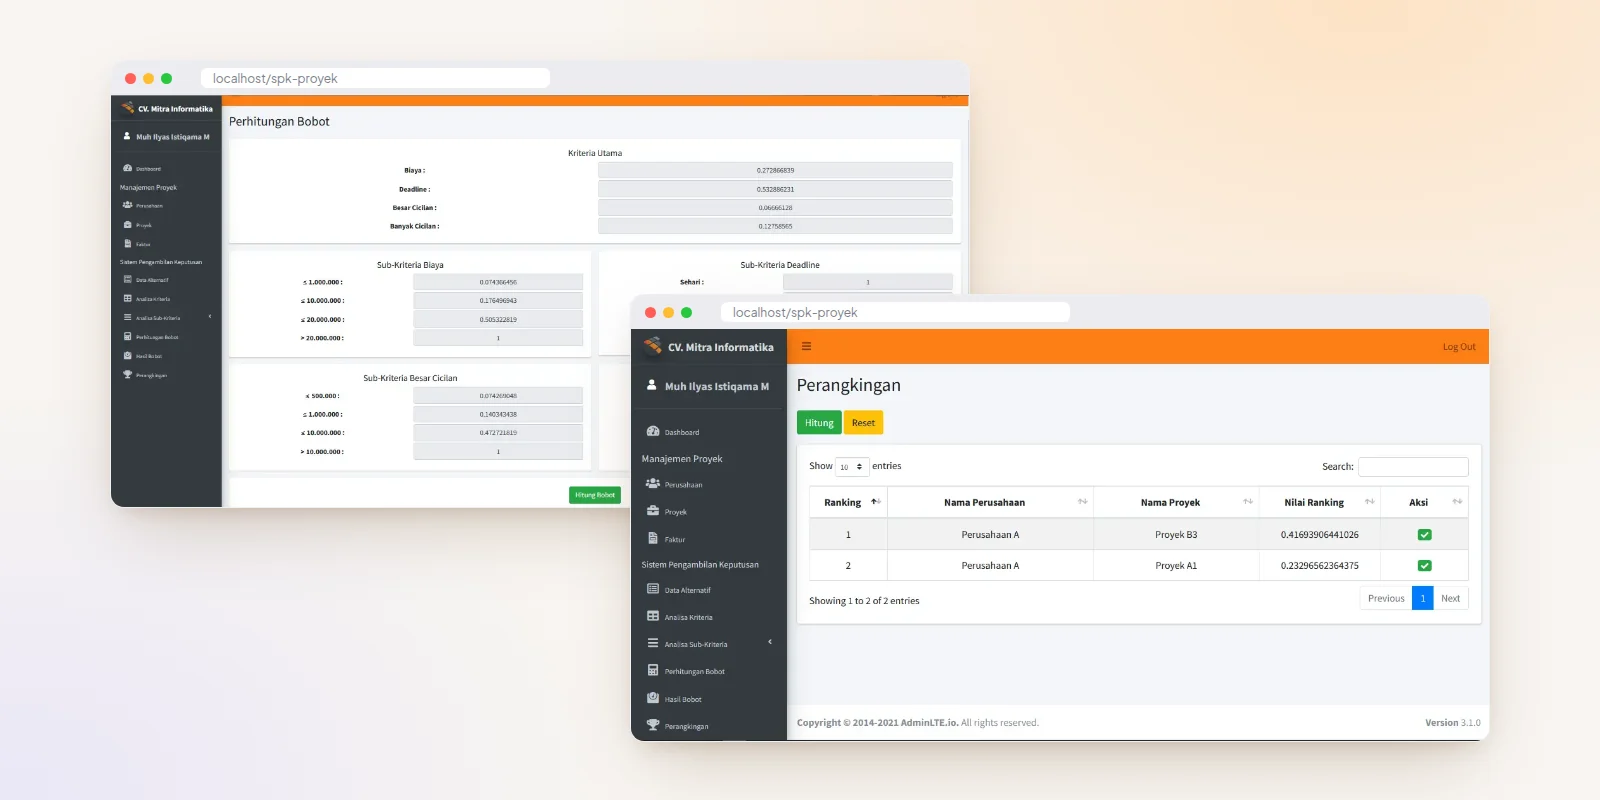 localhost/spk-proyek
CV. Mitra Informatika
Muh Ilyas Istiqama M
Dashboard
Manajemen Proyek
Perusahaan
Proyek
Faktur
Sistem Pengambilan Keputusan
Data Alternatif
Analisa Kriteria
Analisa Sub-Kriteria
Perhitungan Bobot
Hasil Bobot
Perangkingan
Perhitungan Bobot
Kriteria Utama
Biaya : 0.272866839
Deadline : 0.532886231
Besar Cicilan : 0.06666128
Banyak Cicilan : 0.12758565
Sub-Kriteria Biaya
≤ 1.000.000 : 0.074366456
≤ 10.000.000 : 0.176496943
≤ 20.000.000 : 0.505322819
> 20.000.000 : 1
Sub-Kriteria Deadline
Sehari : 1
Sub-Kriteria Besar Cicilan
≤ 500.000 : 0.074269048
≤ 1.000.000 : 0.140343438
≤ 10.000.000 : 0.472721819
> 10.000.000 : 1
Hitung Bobot
localhost/spk-proyek
CV. Mitra Informatika
Muh Ilyas Istiqama M
Dashboard
Manajemen Proyek
Perusahaan
Proyek
Faktur
Sistem Pengambilan Keputusan
Data Alternatif
Analisa Kriteria
Analisa Sub-Kriteria
Perhitungan Bobot
Hasil Bobot
Perangkingan
Log Out
Perangkingan
Hitung Reset
Show 10 entries Search:
Ranking Nama Perusahaan Nama Proyek Nilai Ranking Aksi
1 Perusahaan A Proyek B3 0.41693906441026
2 Perusahaan A Proyek A1 0.23296562364375
Showing 1 to 2 of 2 entries Previous 1 Next
Copyright © 2014-2021 AdminLTE.io. All rights reserved. Version 3.1.0